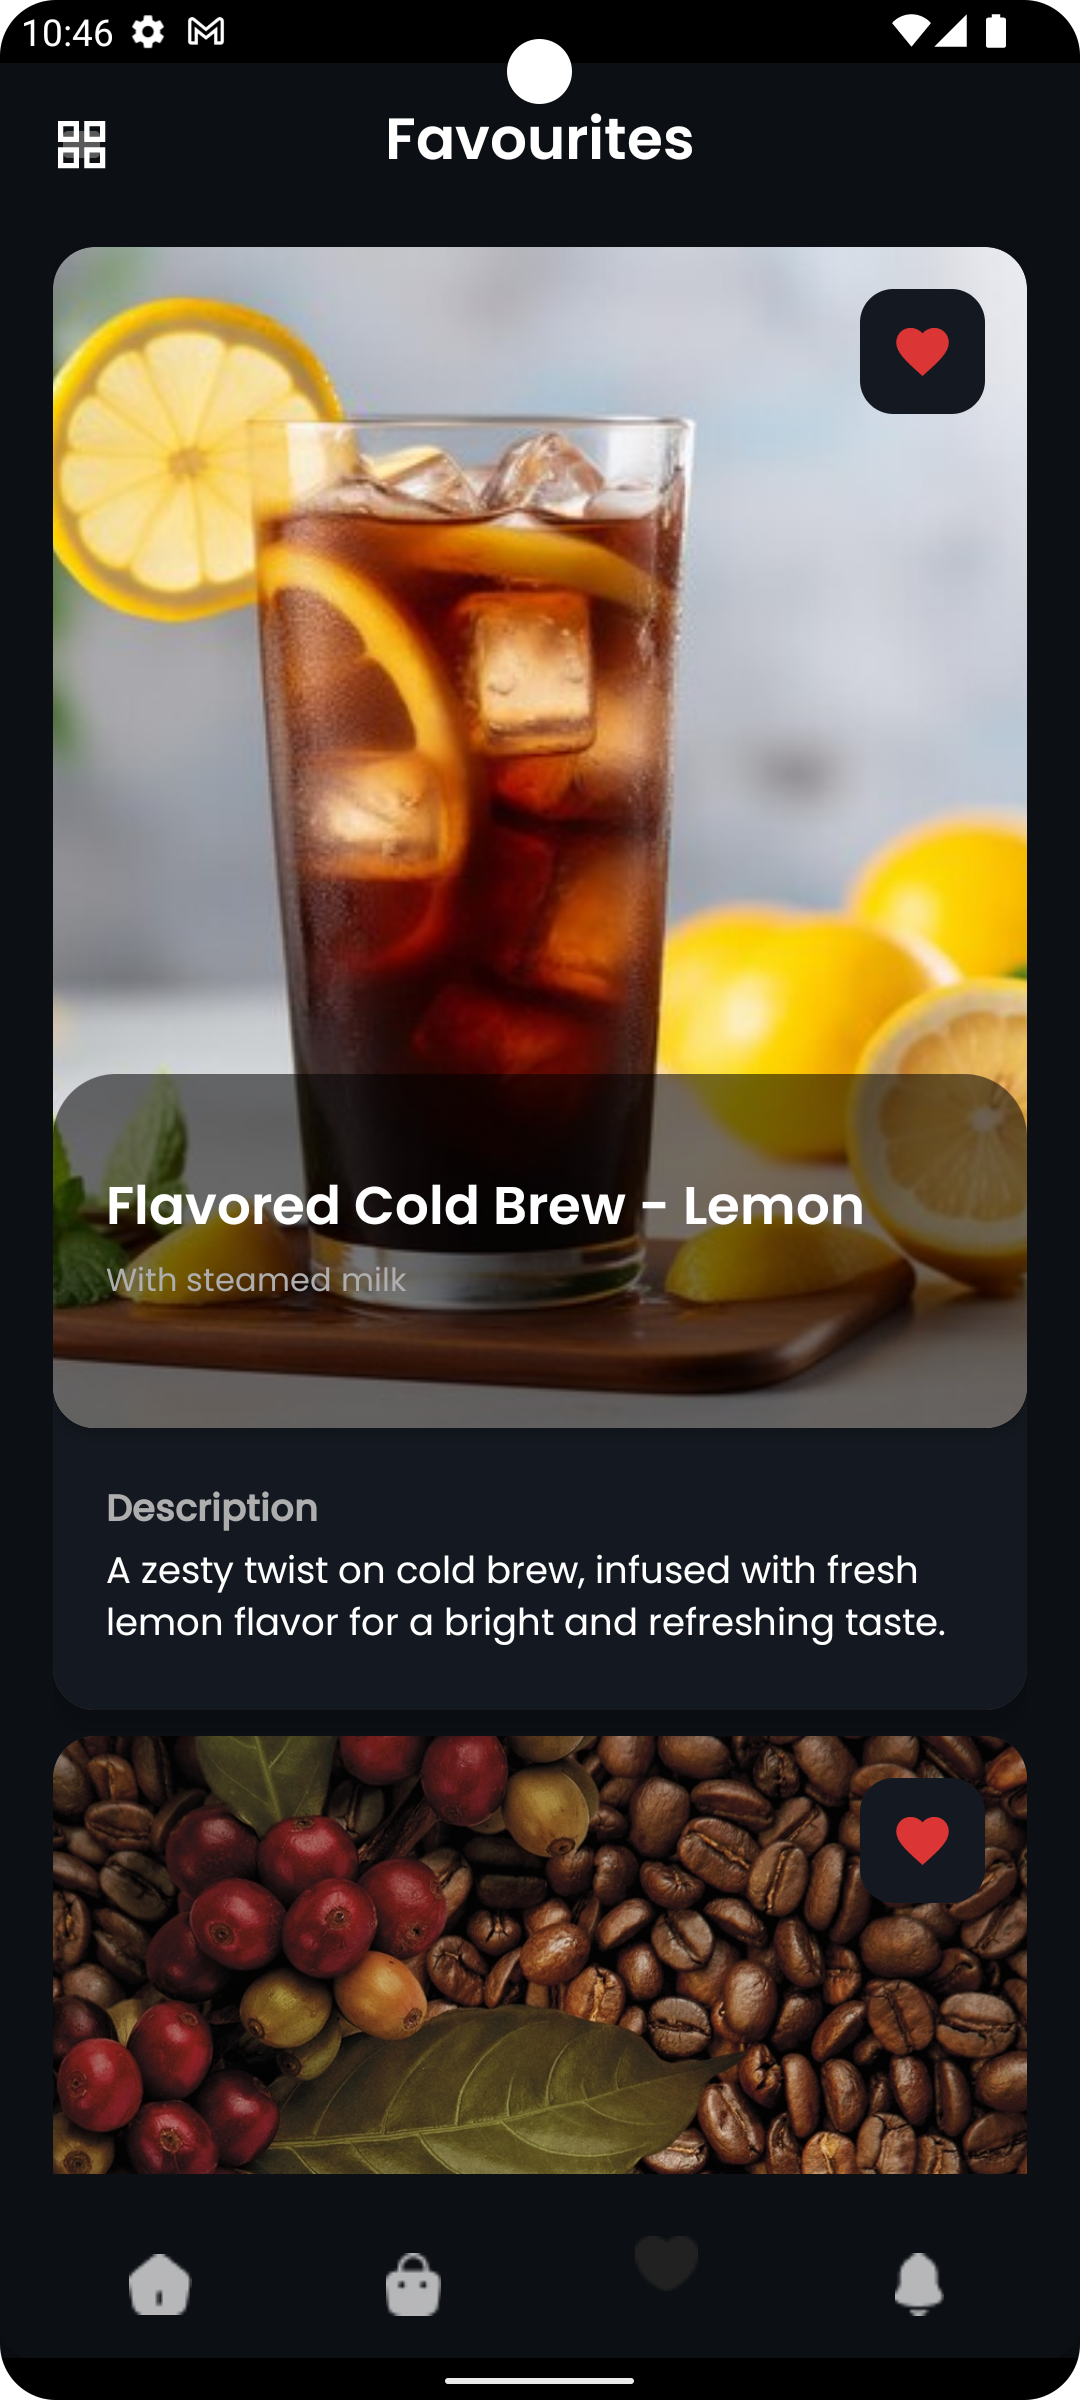 10:46
Favourites
Flavored Cold Brew - Lemon
With steamed milk
Description
A zesty twist on cold brew, infused with fresh
lemon flavor for a bright and refreshing taste.